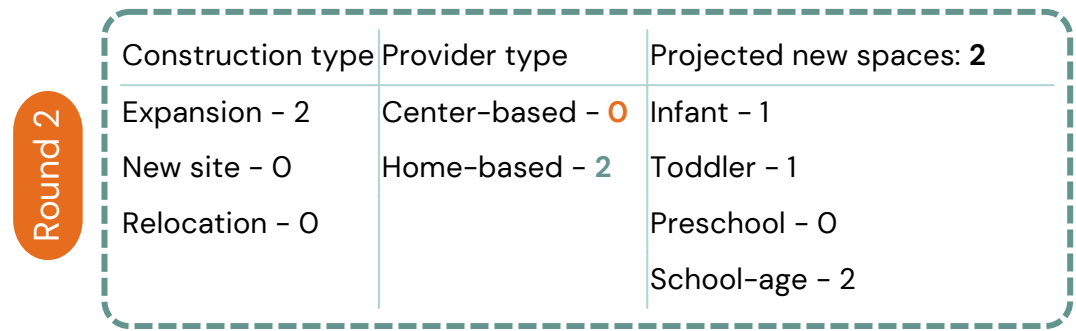 Round 2
Construction type
Expansion - 2
New site - 0
Relocation - 0
Provider type
Center-based - 0
Home-based - 2
Projected new spaces: 2
Infant - 1
Toddler - 1
Preschool - 0
School-age - 2